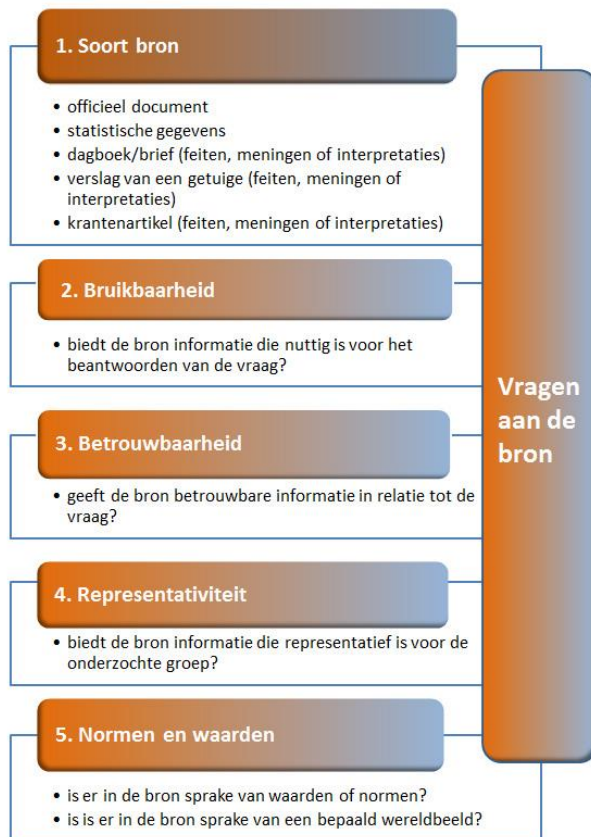 1. Soort bron
• officieel document
• statistische gegevens
• dagboek/brief (feiten, meningen of interpretaties)
• verslag van een getuige (feiten, meningen of
interpretaties)
• krantenartikel (feiten, meningen of interpretaties)
2. Bruikbaarheid
• biedt de bron informatie die nuttig is voor het
beantwoorden van de vraag?
3. Betrouwbaarheid
• geeft de bron betrouwbare informatie in relatie tot de
vraag?
4. Representativiteit
• biedt de bron informatie die representatief is voor de
onderzochte groep?
5. Normen en waarden
• is er in de bron sprake van waarden of normen?
• is is er in de bron sprake van een bepaald wereldbeeld?
Vragen
aan de
bron